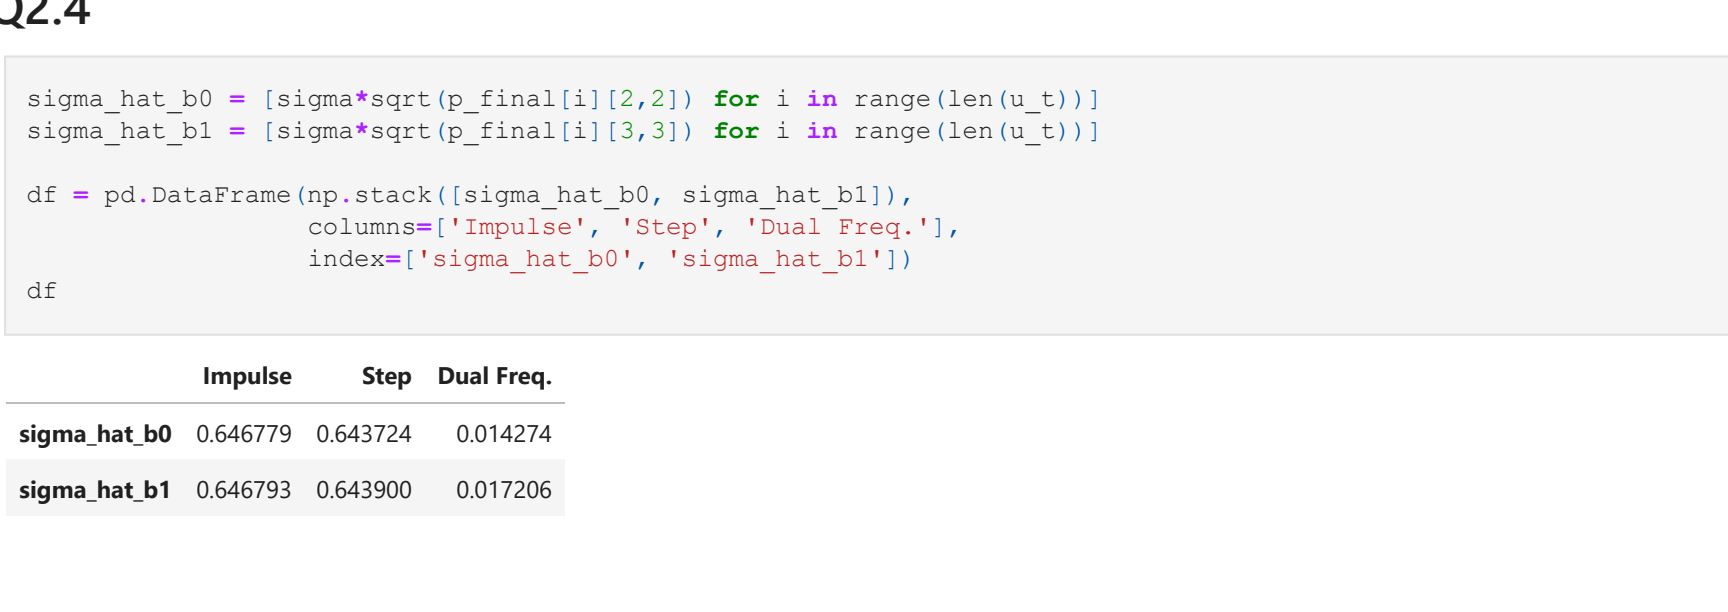 Q2.4
sigma_hat_b0 = [sigma*sqrt(p_final[i][2,2]) for i in range(len(u_t))]
sigma_hat_b1 = [sigma*sqrt(p_final[i][3,3]) for i in range(len(u_t))]
df = pd.DataFrame(np.stack([sigma_hat_b0, sigma_hat_b1]),
columns=['Impulse', 'Step', 'Dual Freq.'],
index=['sigma_hat_b0', 'sigma_hat_b1'])
df
Impulse Step Dual Freq.
sigma_hat_b0 0.646779 0.643724 0.014274
sigma_hat_b1 0.646793 0.643900 0.017206